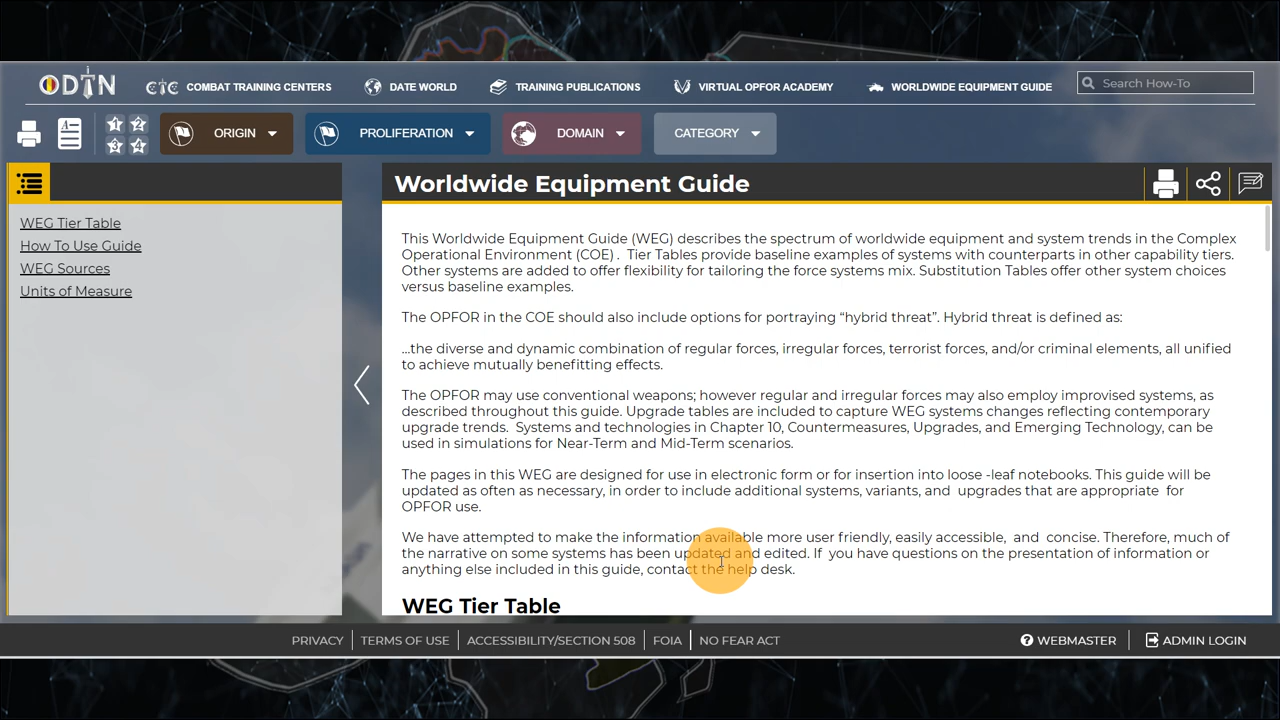 ODIN
CTC COMBAT TRAINING CENTERS
DATE WORLD
TRAINING PUBLICATIONS
VIRTUAL OPFOR ACADEMY
WORLDWIDE EQUIPMENT GUIDE
Search How-To
1 2
3 4
ORIGIN
PROLIFERATION
DOMAIN
CATEGORY
WEG Tier Table
How To Use Guide
WEG Sources
Units of Measure
Worldwide Equipment Guide
This Worldwide Equipment Guide (WEG) describes the spectrum of worldwide equipment and system trends in the Complex
Operational Environment (COE) .  Tier Tables provide baseline examples of systems with counterparts in other capability tiers.
Other systems are added to offer flexibility for tailoring the force systems mix. Substitution Tables offer other system choices
versus baseline examples.
The OPFOR in the COE should also include options for portraying “hybrid threat”. Hybrid threat is defined as:
...the diverse and dynamic combination of regular forces, irregular forces, terrorist forces, and/or criminal elements, all unified
to achieve mutually benefitting effects.
The OPFOR may use conventional weapons; however regular and irregular forces may also employ improvised systems, as
described throughout this guide. Upgrade tables are included to capture WEG systems changes reflecting contemporary
upgrade trends.  Systems and technologies in Chapter 10, Countermeasures, Upgrades, and Emerging Technology, can be
used in simulations for Near-Term and Mid-Term scenarios.
The pages in this WEG are designed for use in electronic form or for insertion into loose -leaf notebooks. This guide will be
updated as often as necessary, in order to include additional systems, variants, and  upgrades that are appropriate  for
OPFOR use.
We have attempted to make the information available more user friendly, easily accessible,  and  concise. Therefore, much of
the narrative on some systems has been updated and edited. If  you have questions on the presentation of information or
anything else included in this guide, contact the help desk.
WEG Tier Table
PRIVACY
TERMS OF USE
ACCESSIBILITY/SECTION 508
FOIA
NO FEAR ACT
WEBMASTER
ADMIN LOGIN